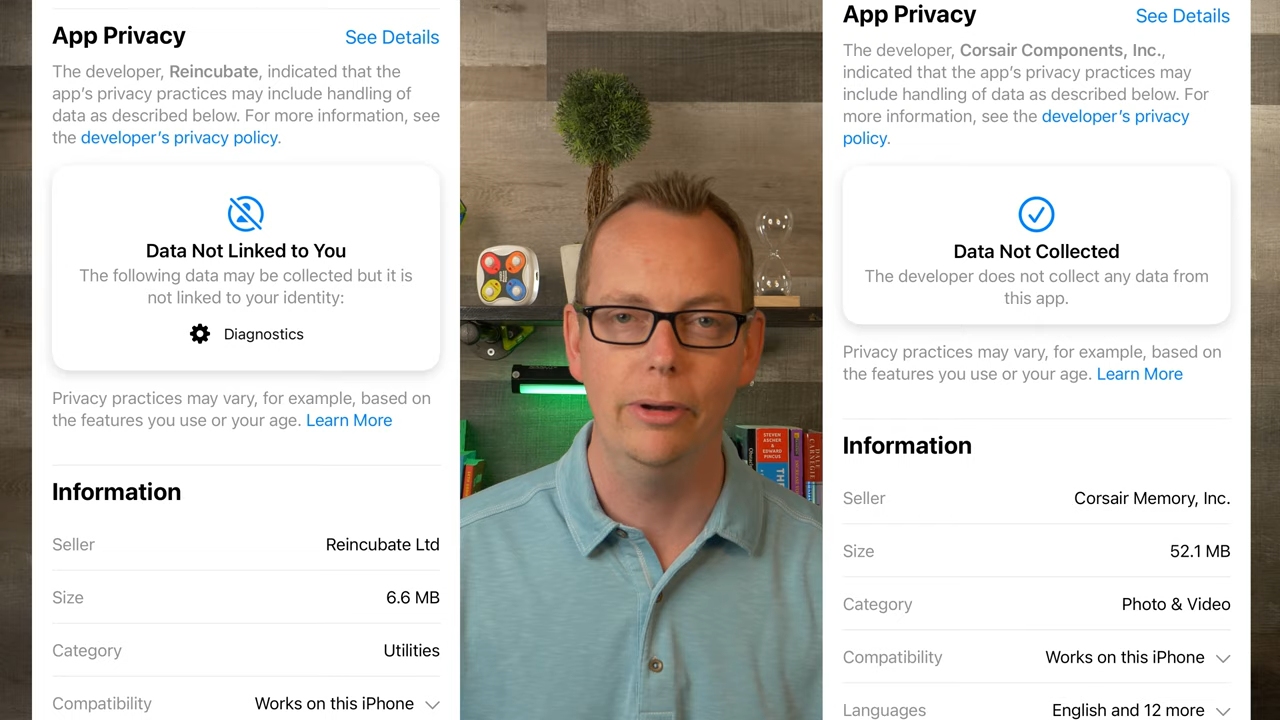 App Privacy
See Details
The developer, Reincubate, indicated that the
app’s privacy practices may include handling of
data as described below. For more information, see
the developer’s privacy policy.
Data Not Linked to You
The following data may be collected but it is
not linked to your identity:
Diagnostics
Privacy practices may vary, for example, based on
the features you use or your age. Learn More
Information
Seller
Reincubate Ltd
Size
6.6 MB
Category
Utilities
Compatibility
Works on this iPhone
STEVEN
ASCHER
&
EDWARD
PINCUS
App Privacy
See Details
The developer, Corsair Components, Inc.,
indicated that the app’s privacy practices may
include handling of data as described below. For
more information, see the developer’s privacy
policy.
Data Not Collected
The developer does not collect any data from
this app.
Privacy practices may vary, for example, based on
the features you use or your age. Learn More
Information
Seller
Corsair Memory, Inc.
Size
52.1 MB
Category
Photo & Video
Compatibility
Works on this iPhone
Languages
English and 12 more